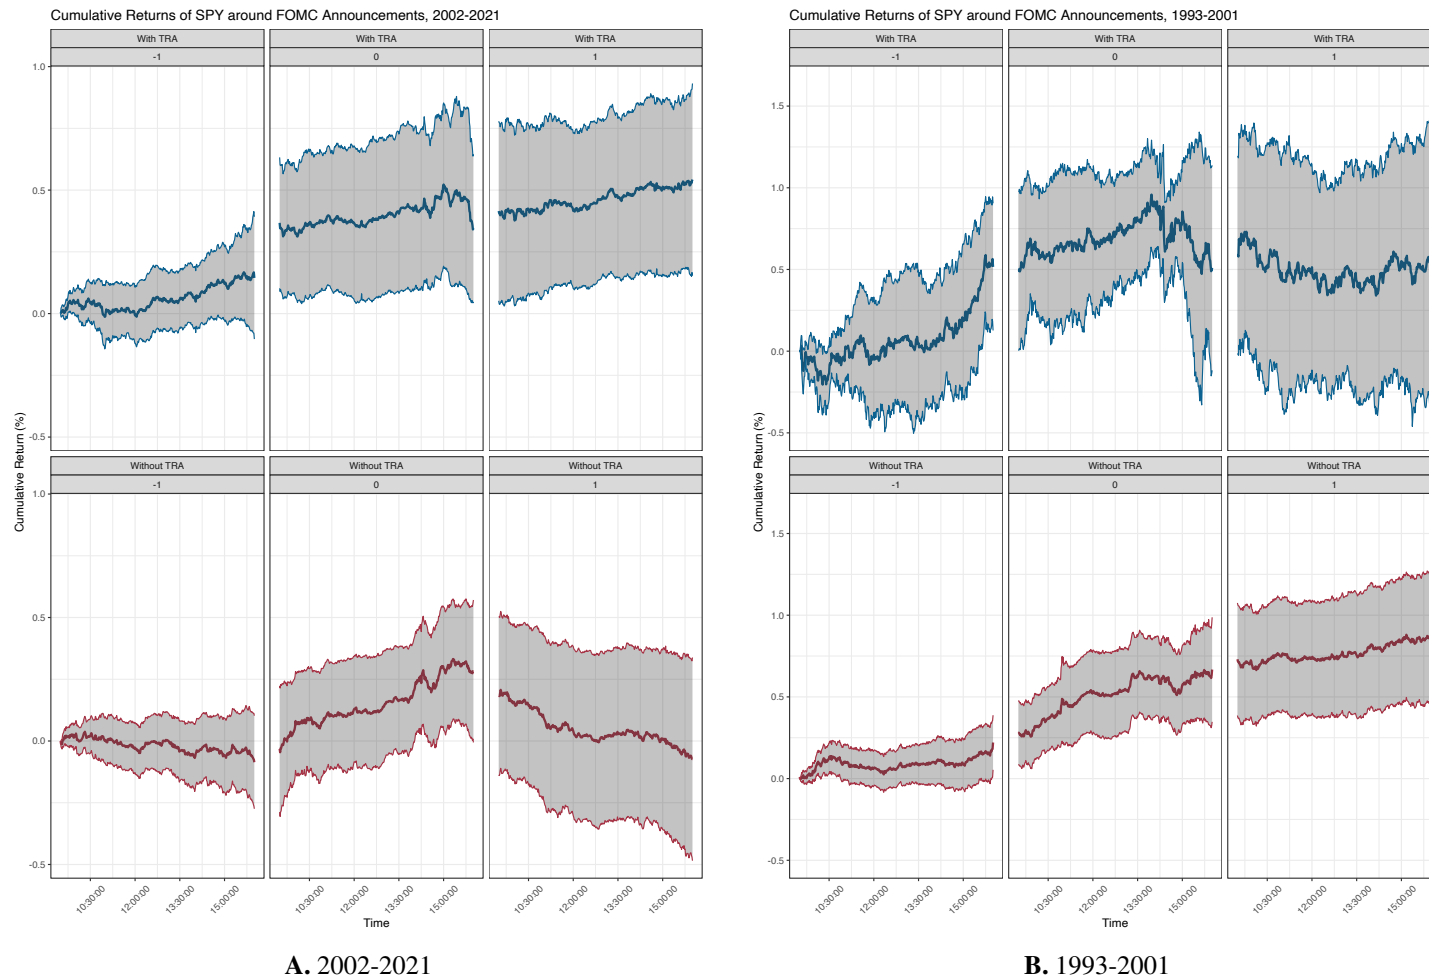 Cumulative Returns of SPY around FOMC Announcements, 2002-2021
With TRA With TRA With TRA
-1 0 1
1.0
0.5
0.0
-0.5
Without TRA Without TRA Without TRA
-1 0 1
1.0
0.5
0.0
-0.5
Cumulative Return (%)
10:30:00 12:00:00 13:30:00 15:00:00 10:30:00 12:00:00 13:30:00 15:00:00 10:30:00 12:00:00 13:30:00 15:00:00
Time
A. 2002-2021
Cumulative Returns of SPY around FOMC Announcements, 1993-2001
With TRA With TRA With TRA
-1 0 1
1.5
1.0
0.5
0.0
-0.5
Without TRA Without TRA Without TRA
-1 0 1
1.5
1.0
0.5
0.0
-0.5
Cumulative Return (%)
10:30:00 12:00:00 13:30:00 15:00:00 10:30:00 12:00:00 13:30:00 15:00:00 10:30:00 12:00:00 13:30:00 15:00:00
Time
B. 1993-2001